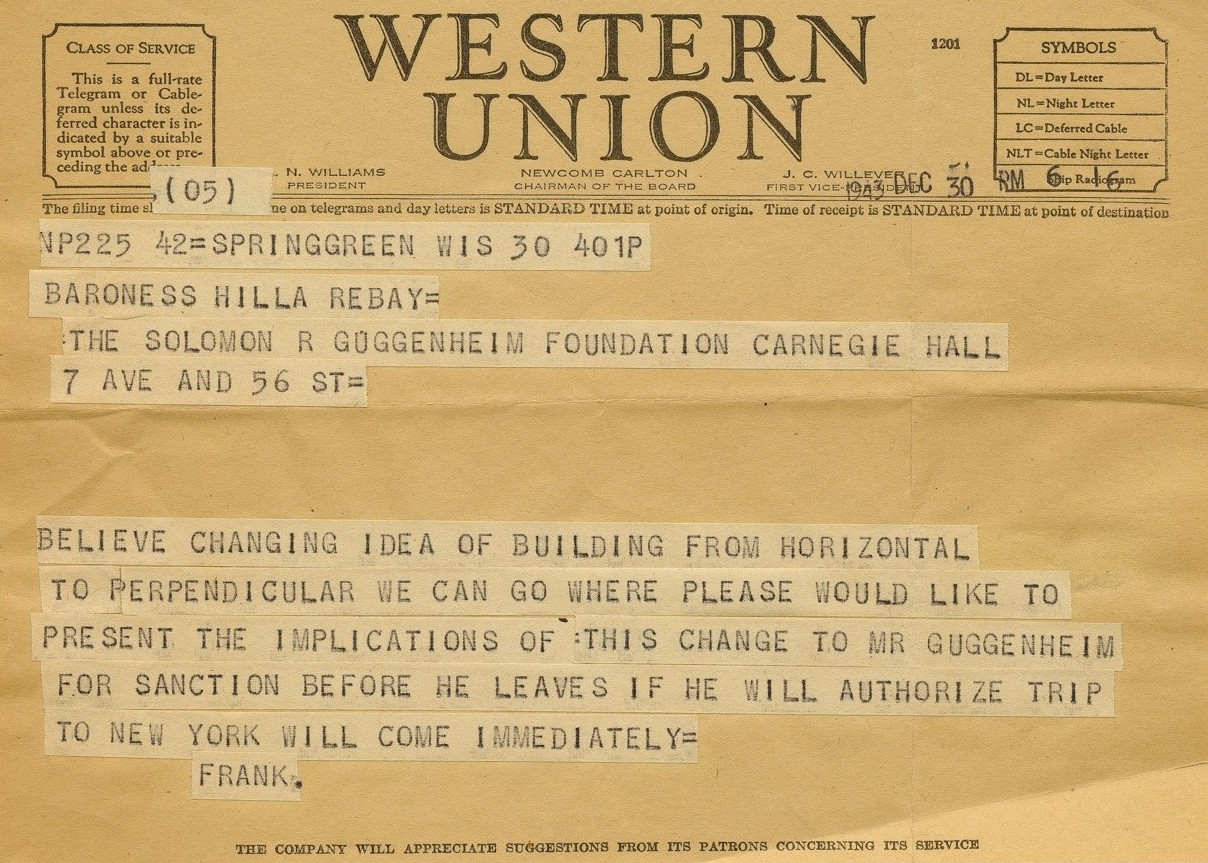 WESTERN
UNION
1201
CLASS OF SERVICE
This is a full-rate
Telegram or Cable-
gram unless its de-
ferred character is in-
dicated by a suitable
symbol above or pre-
ceding the
SYMBOLS
DL=Day Letter
NL=Night Letter
LC=Deferred Cable
NLT=Cable Night Letter
Ship Radiogram
N. WILLIAMS
PRESIDENT
NEWCOMB CARLTON
CHAIRMAN OF THE BOARD
J. C. WILLEVER
FIRST VICE-PRESIDENT
(05)
1943 DEC 30 PM 6 16
The filing time on telegrams and day letters is STANDARD TIME at point of origin. Time of receipt is STANDARD TIME at point of destination
NP225 42=SPRINGGREEN WIS 30 401P
BARONESS HILLA REBAY=
:THE SOLOMON R GUGGENHEIM FOUNDATION CARNEGIE HALL
7 AVE AND 56 ST=
BELIEVE CHANGING IDEA OF BUILDING FROM HORIZONTAL
TO PERPENDICULAR WE CAN GO WHERE PLEASE WOULD LIKE TO
PRESENT THE IMPLICATIONS OF :THIS CHANGE TO MR GUGGENHEIM
FOR SANCTION BEFORE HE LEAVES IF HE WILL AUTHORIZE TRIP
TO NEW YORK WILL COME IMMEDIATELY=
FRANK.
THE COMPANY WILL APPRECIATE SUGGESTIONS FROM ITS PATRONS CONCERNING ITS SERVICE